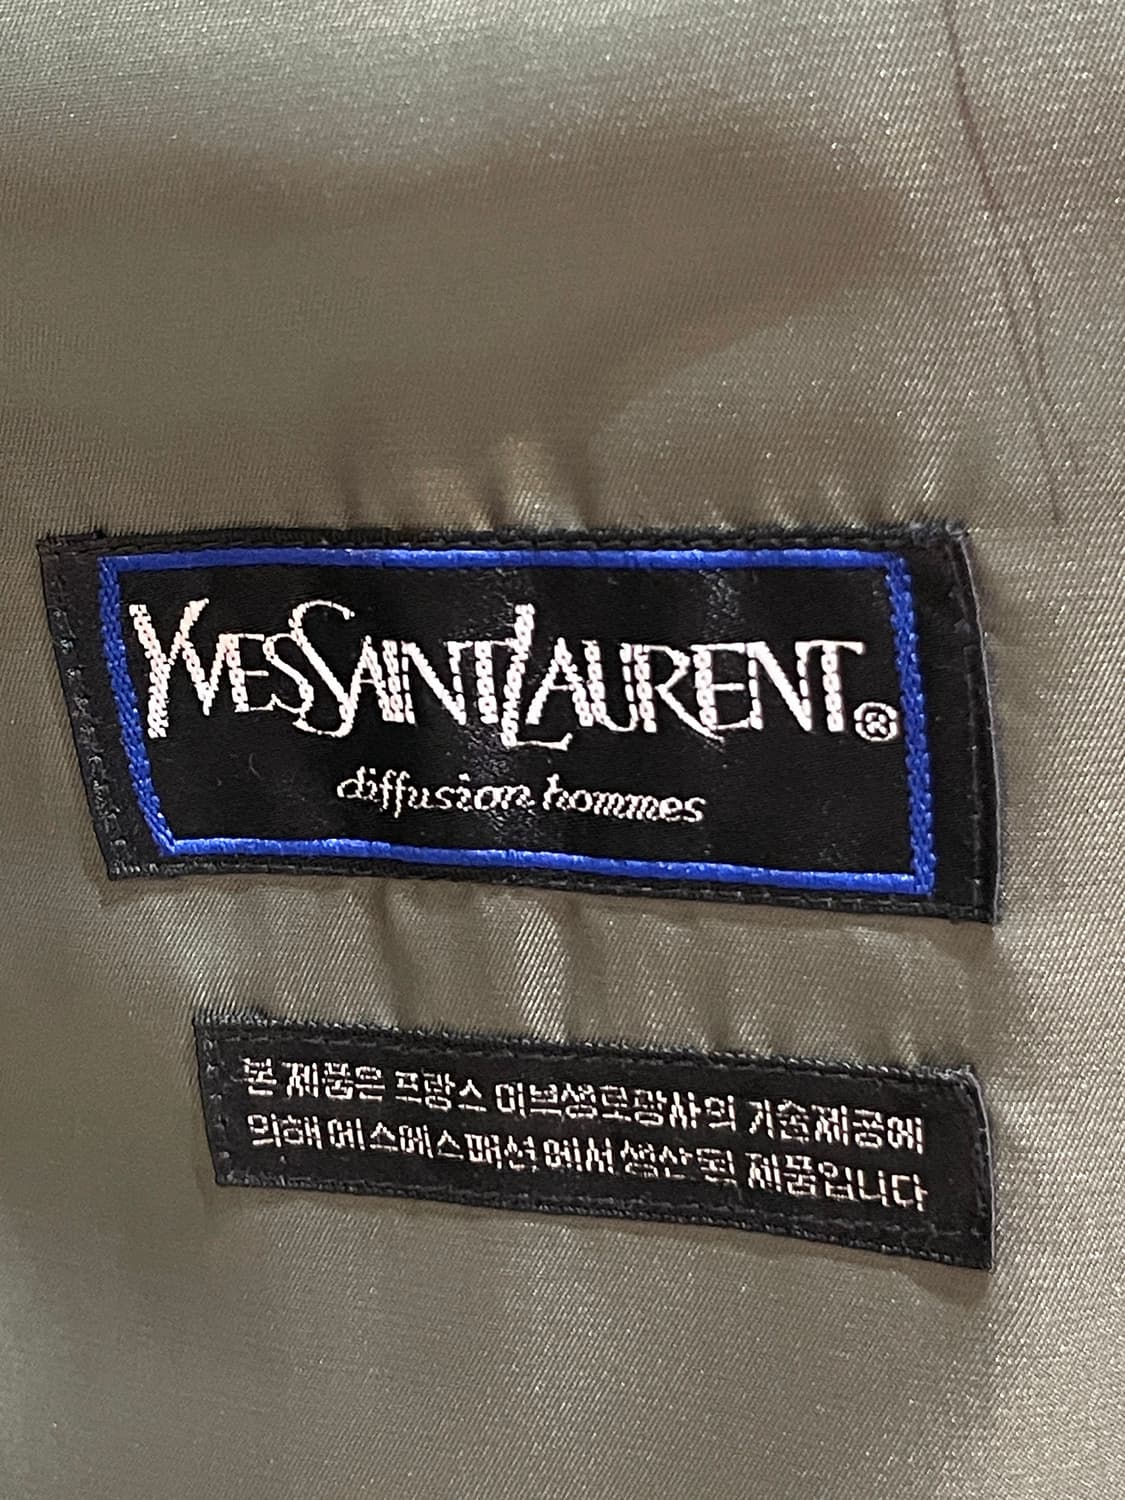 YVESSAINTLAURENT®
diffusion hommes
본 제품은 프랑스 이브생로랑사의 기술제공에
의해 에스에스패션에서 생산된 제품입니다